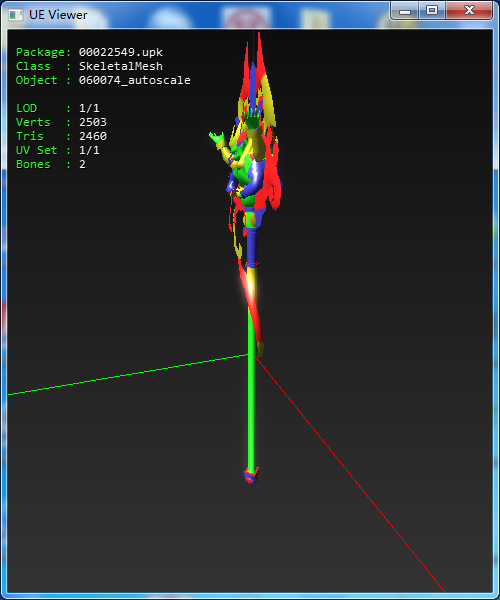 UE Viewer
Package: 00022549.upk
Class  : SkeletalMesh
Object : 060074_autoscale
LOD    : 1/1
Verts  : 2503
Tris   : 2460
UV Set : 1/1
Bones  : 2